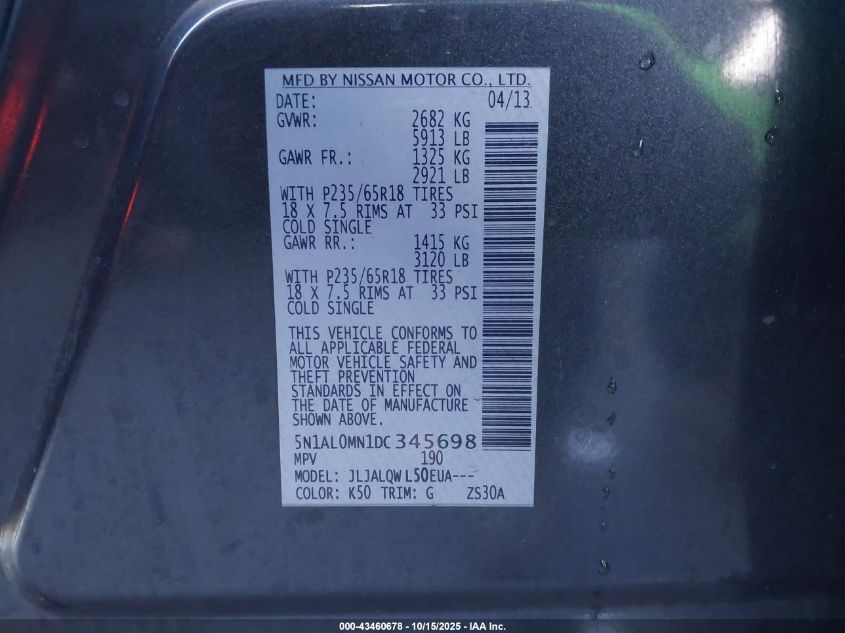 MFD BY NISSAN MOTOR CO., LTD.
DATE: 04/13
GVWR: 2682 KG
5913 LB
GAWR FR.: 1325 KG
2921 LB
WITH P235/65R18 TIRES
18 X 7.5 RIMS AT 33 PSI
COLD SINGLE
GAWR RR.: 1415 KG
3120 LB
WITH P235/65R18 TIRES
18 X 7.5 RIMS AT 33 PSI
COLD SINGLE
THIS VEHICLE CONFORMS TO
ALL APPLICABLE FEDERAL
MOTOR VEHICLE SAFETY AND
THEFT PREVENTION
STANDARDS IN EFFECT ON
THE DATE OF MANUFACTURE
SHOWN ABOVE.
5N1AL0MN1DC345698
MPV 190
MODEL: JLJALQWL50EUA---
COLOR: K50 TRIM: G ZS30A
000-43460678 - 10/15/2025 - IAA Inc.